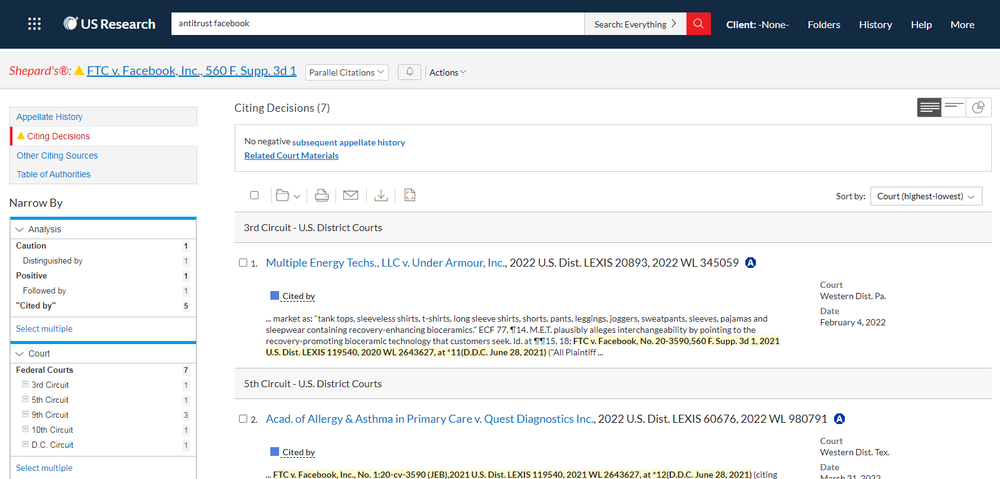 US Research
antitrust facebook
Search: Everything
Client: -None-
Folders
History
Help
More
Shepard's®: FTC v. Facebook, Inc., 560 F. Supp. 3d 1
Parallel Citations
Actions
Appellate History
Citing Decisions
Other Citing Sources
Table of Authorities
Narrow By
Analysis
Caution 1
Distinguished by 1
Positive 1
Followed by 1
"Cited by" 5
Select multiple
Court
Federal Courts 7
3rd Circuit 1
5th Circuit 1
9th Circuit 3
10th Circuit 1
D.C. Circuit 1
Select multiple
Citing Decisions (7)
No negative subsequent appellate history
Related Court Materials
Sort by: Court (highest-lowest)
3rd Circuit - U.S. District Courts
1. Multiple Energy Techs., LLC v. Under Armour, Inc., 2022 U.S. Dist. LEXIS 20893, 2022 WL 345059 A
Cited by
... market as: "tank tops, sleeveless shirts, t-shirts, long sleeve shirts, shorts, pants, leggings, joggers, sweatpants, sleeves, pajamas and
sleepwear containing recovery-enhancing bioceramics." ECF 77, ¶14. M.E.T. plausibly alleges interchangeability by pointing to the
recovery-promoting bioceramic technology that customers seek. Id. at ¶¶15, 18; FTC v. Facebook, No. 20-3590,560 F. Supp. 3d 1, 2021
U.S. Dist. LEXIS 119540, 2020 WL 2643627, at *11(D.D.C. June 28, 2021) ("All Plaintiff ...
Court
Western Dist. Pa.
Date
February 4, 2022
5th Circuit - U.S. District Courts
2. Acad. of Allergy & Asthma in Primary Care v. Quest Diagnostics Inc., 2022 U.S. Dist. LEXIS 60676, 2022 WL 980791 A
Cited by
... FTC v. Facebook, Inc., No. 1:20-cv-3590 (JEB),2021 U.S. Dist. LEXIS 119540, 2021 WL 2643627, at *12(D.D.C. June 28, 2021) (citing
Court
Western Dist. Tex.
Date
March 31, 2022